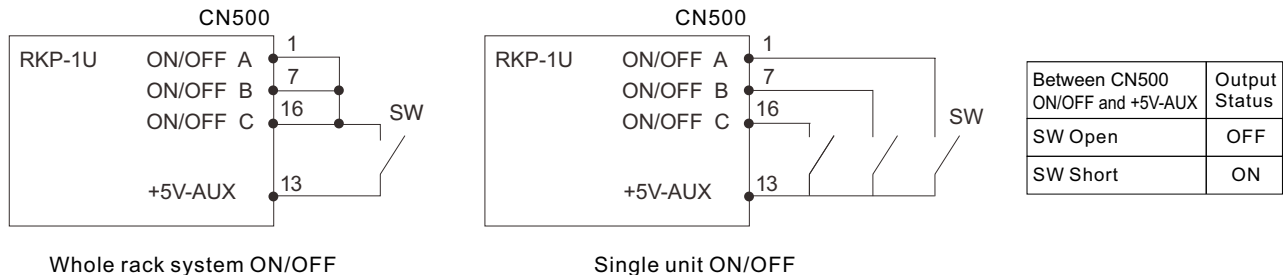 CN500
RKP-1U ON/OFF A 1
ON/OFF B 7
ON/OFF C 16
SW
+5V-AUX 13
Whole rack system ON/OFF
CN500
RKP-1U ON/OFF A 1
ON/OFF B 7
ON/OFF C 16
SW
+5V-AUX 13
Single unit ON/OFF
Between CN500 Output
ON/OFF and +5V-AUX Status
SW Open OFF
SW Short ON